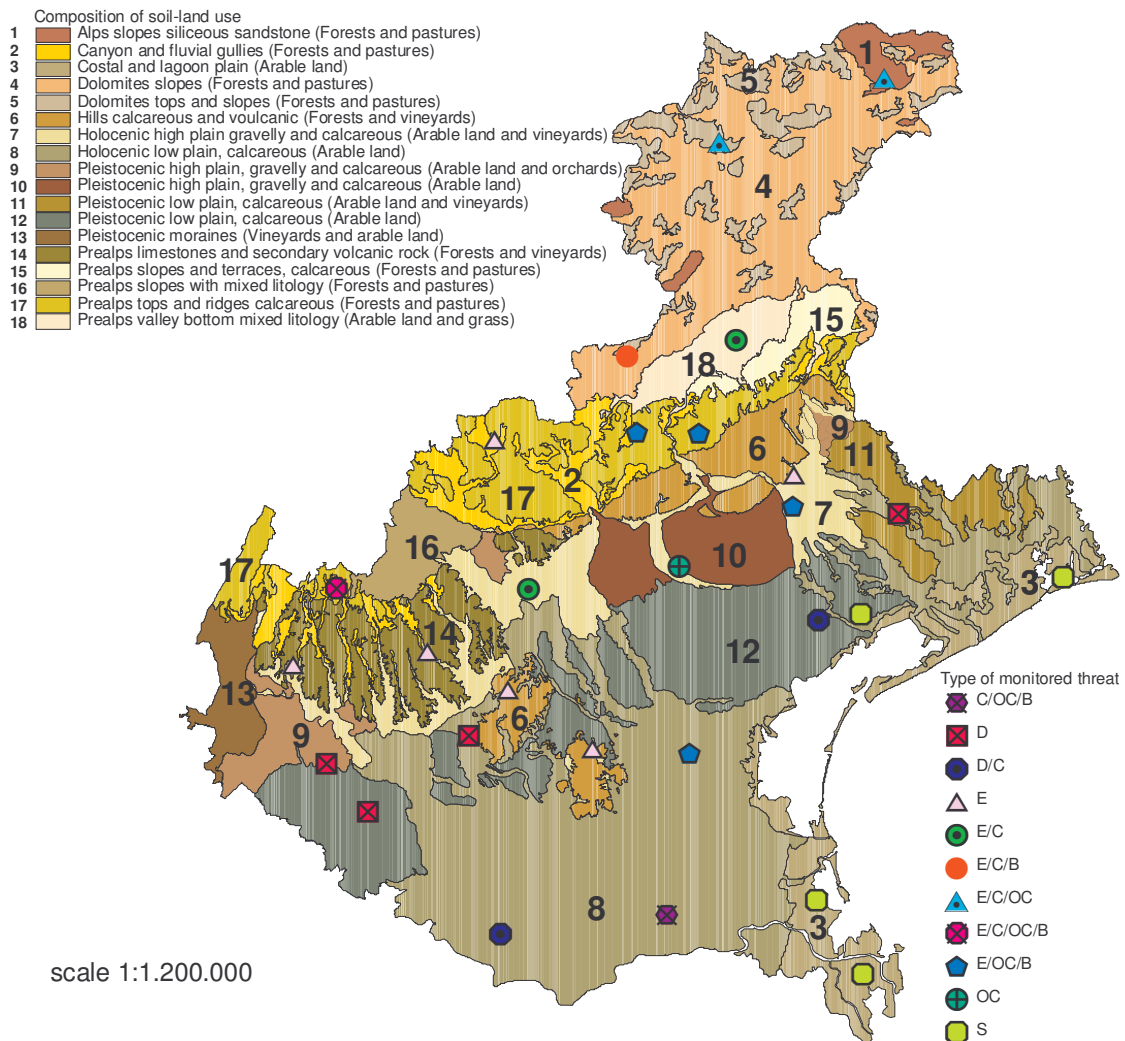 Composition of soil-land use
1 Alps slopes siliceous sandstone (Forests and pastures)
2 Canyon and fluvial gullies (Forests and pastures)
3 Costal and lagoon plain (Arable land)
4 Dolomites slopes (Forests and pastures)
5 Dolomites tops and slopes (Forests and pastures)
6 Hills calcareous and voulcanic (Forests and vineyards)
7 Holocenic high plain gravelly and calcareous (Arable land and vineyards)
8 Holocenic low plain, calcareous (Arable land)
9 Pleistocenic high plain, gravelly and calcareous (Arable land and orchards)
10 Pleistocenic high plain, gravelly and calcareous (Arable land)
11 Pleistocenic low plain, calcareous (Arable land and vineyards)
12 Pleistocenic low plain, calcareous (Arable land)
13 Pleistocenic moraines (Vineyards and arable land)
14 Prealps limestones and secondary volcanic rock (Forests and vineyards)
15 Prealps slopes and terraces, calcareous (Forests and pastures)
16 Prealps slopes with mixed litology (Forests and pastures)
17 Prealps tops and ridges calcareous (Forests and pastures)
18 Prealps valley bottom mixed litology (Arable land and grass)
1
5
4
15
18
9
6
11
2
17
7
16
10
17
3
14
12
13
6
9
8
3
Type of monitored threat
C/OC/B
D
D/C
E
E/C
E/C/B
E/C/OC
E/C/OC/B
E/OC/B
OC
S
scale 1:1.200.000